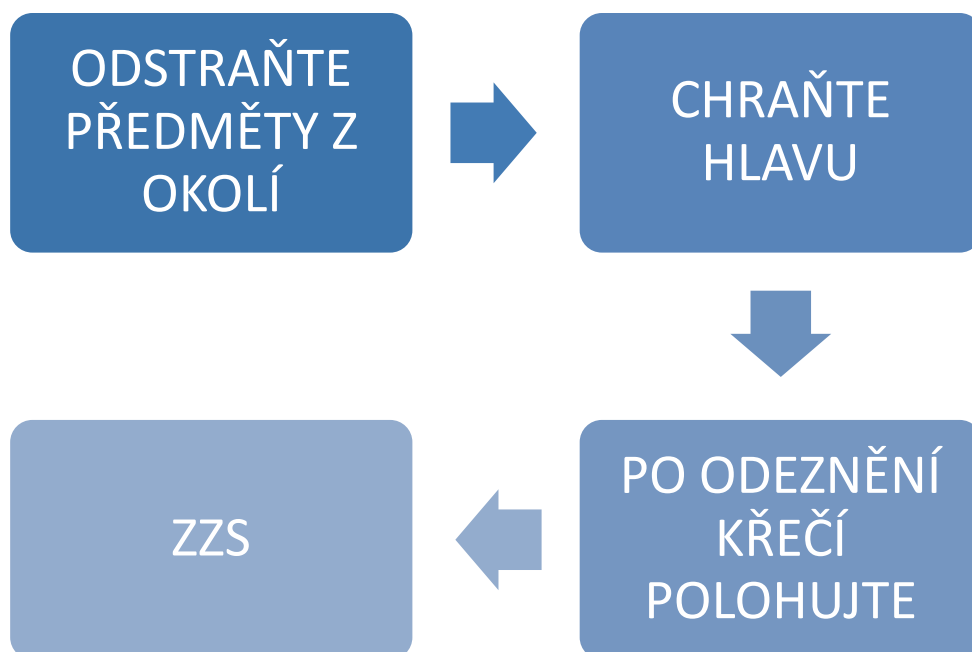 ODSTRAŇTE
PŘEDMĚTY Z
OKOLÍ
CHRAŇTE
HLAVU
PO ODEZNĚNÍ
KŘEČÍ
POLOHUJTE
ZZS